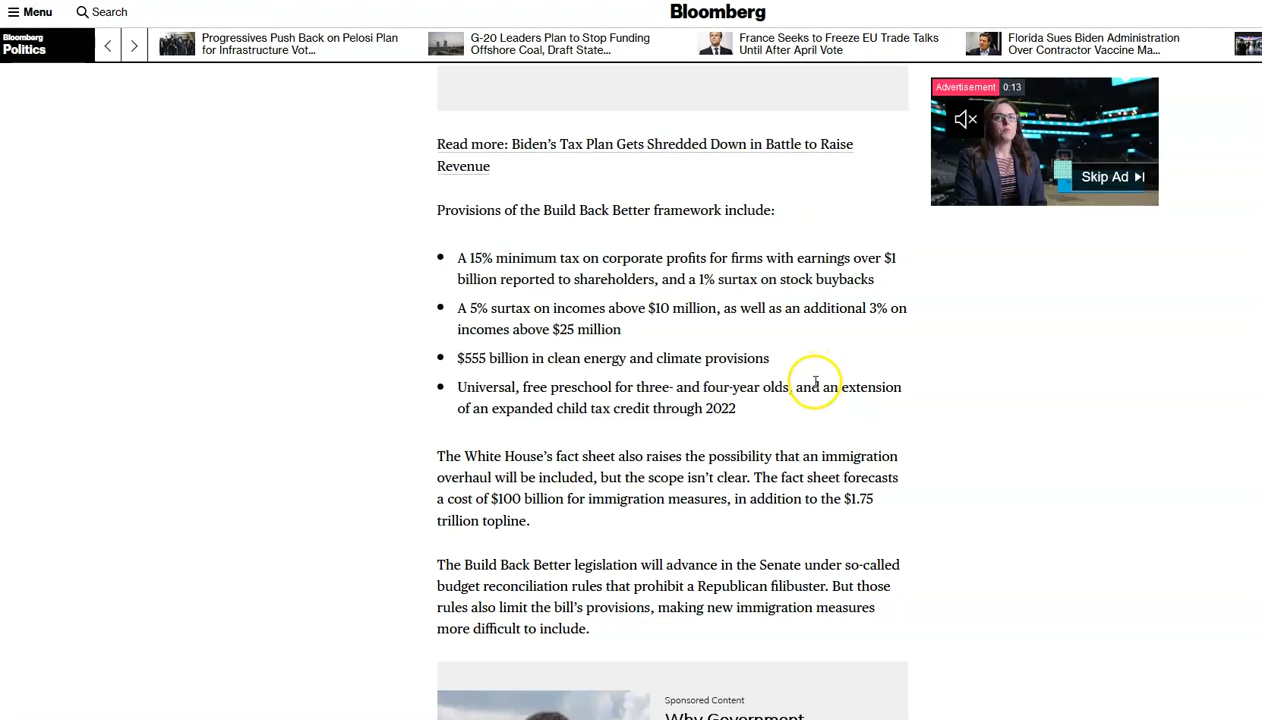 Menu
Search
Bloomberg
Bloomberg
Politics
Progressives Push Back on Pelosi Plan
for Infrastructure Vot...
G-20 Leaders Plan to Stop Funding
Offshore Coal, Draft State...
France Seeks to Freeze EU Trade Talks
Until After April Vote
Florida Sues Biden Administration
Over Contractor Vaccine Ma...
Advertisement 0:13
Skip Ad
Read more: Biden’s Tax Plan Gets Shredded Down in Battle to Raise
Revenue
Provisions of the Build Back Better framework include:
A 15% minimum tax on corporate profits for firms with earnings over $1
billion reported to shareholders, and a 1% surtax on stock buybacks
A 5% surtax on incomes above $10 million, as well as an additional 3% on
incomes above $25 million
$555 billion in clean energy and climate provisions
Universal, free preschool for three- and four-year olds, and an extension
of an expanded child tax credit through 2022
The White House’s fact sheet also raises the possibility that an immigration
overhaul will be included, but the scope isn’t clear. The fact sheet forecasts
a cost of $100 billion for immigration measures, in addition to the $1.75
trillion topline.
The Build Back Better legislation will advance in the Senate under so-called
budget reconciliation rules that prohibit a Republican filibuster. But those
rules also limit the bill’s provisions, making new immigration measures
more difficult to include.
Sponsored Content
Why Government